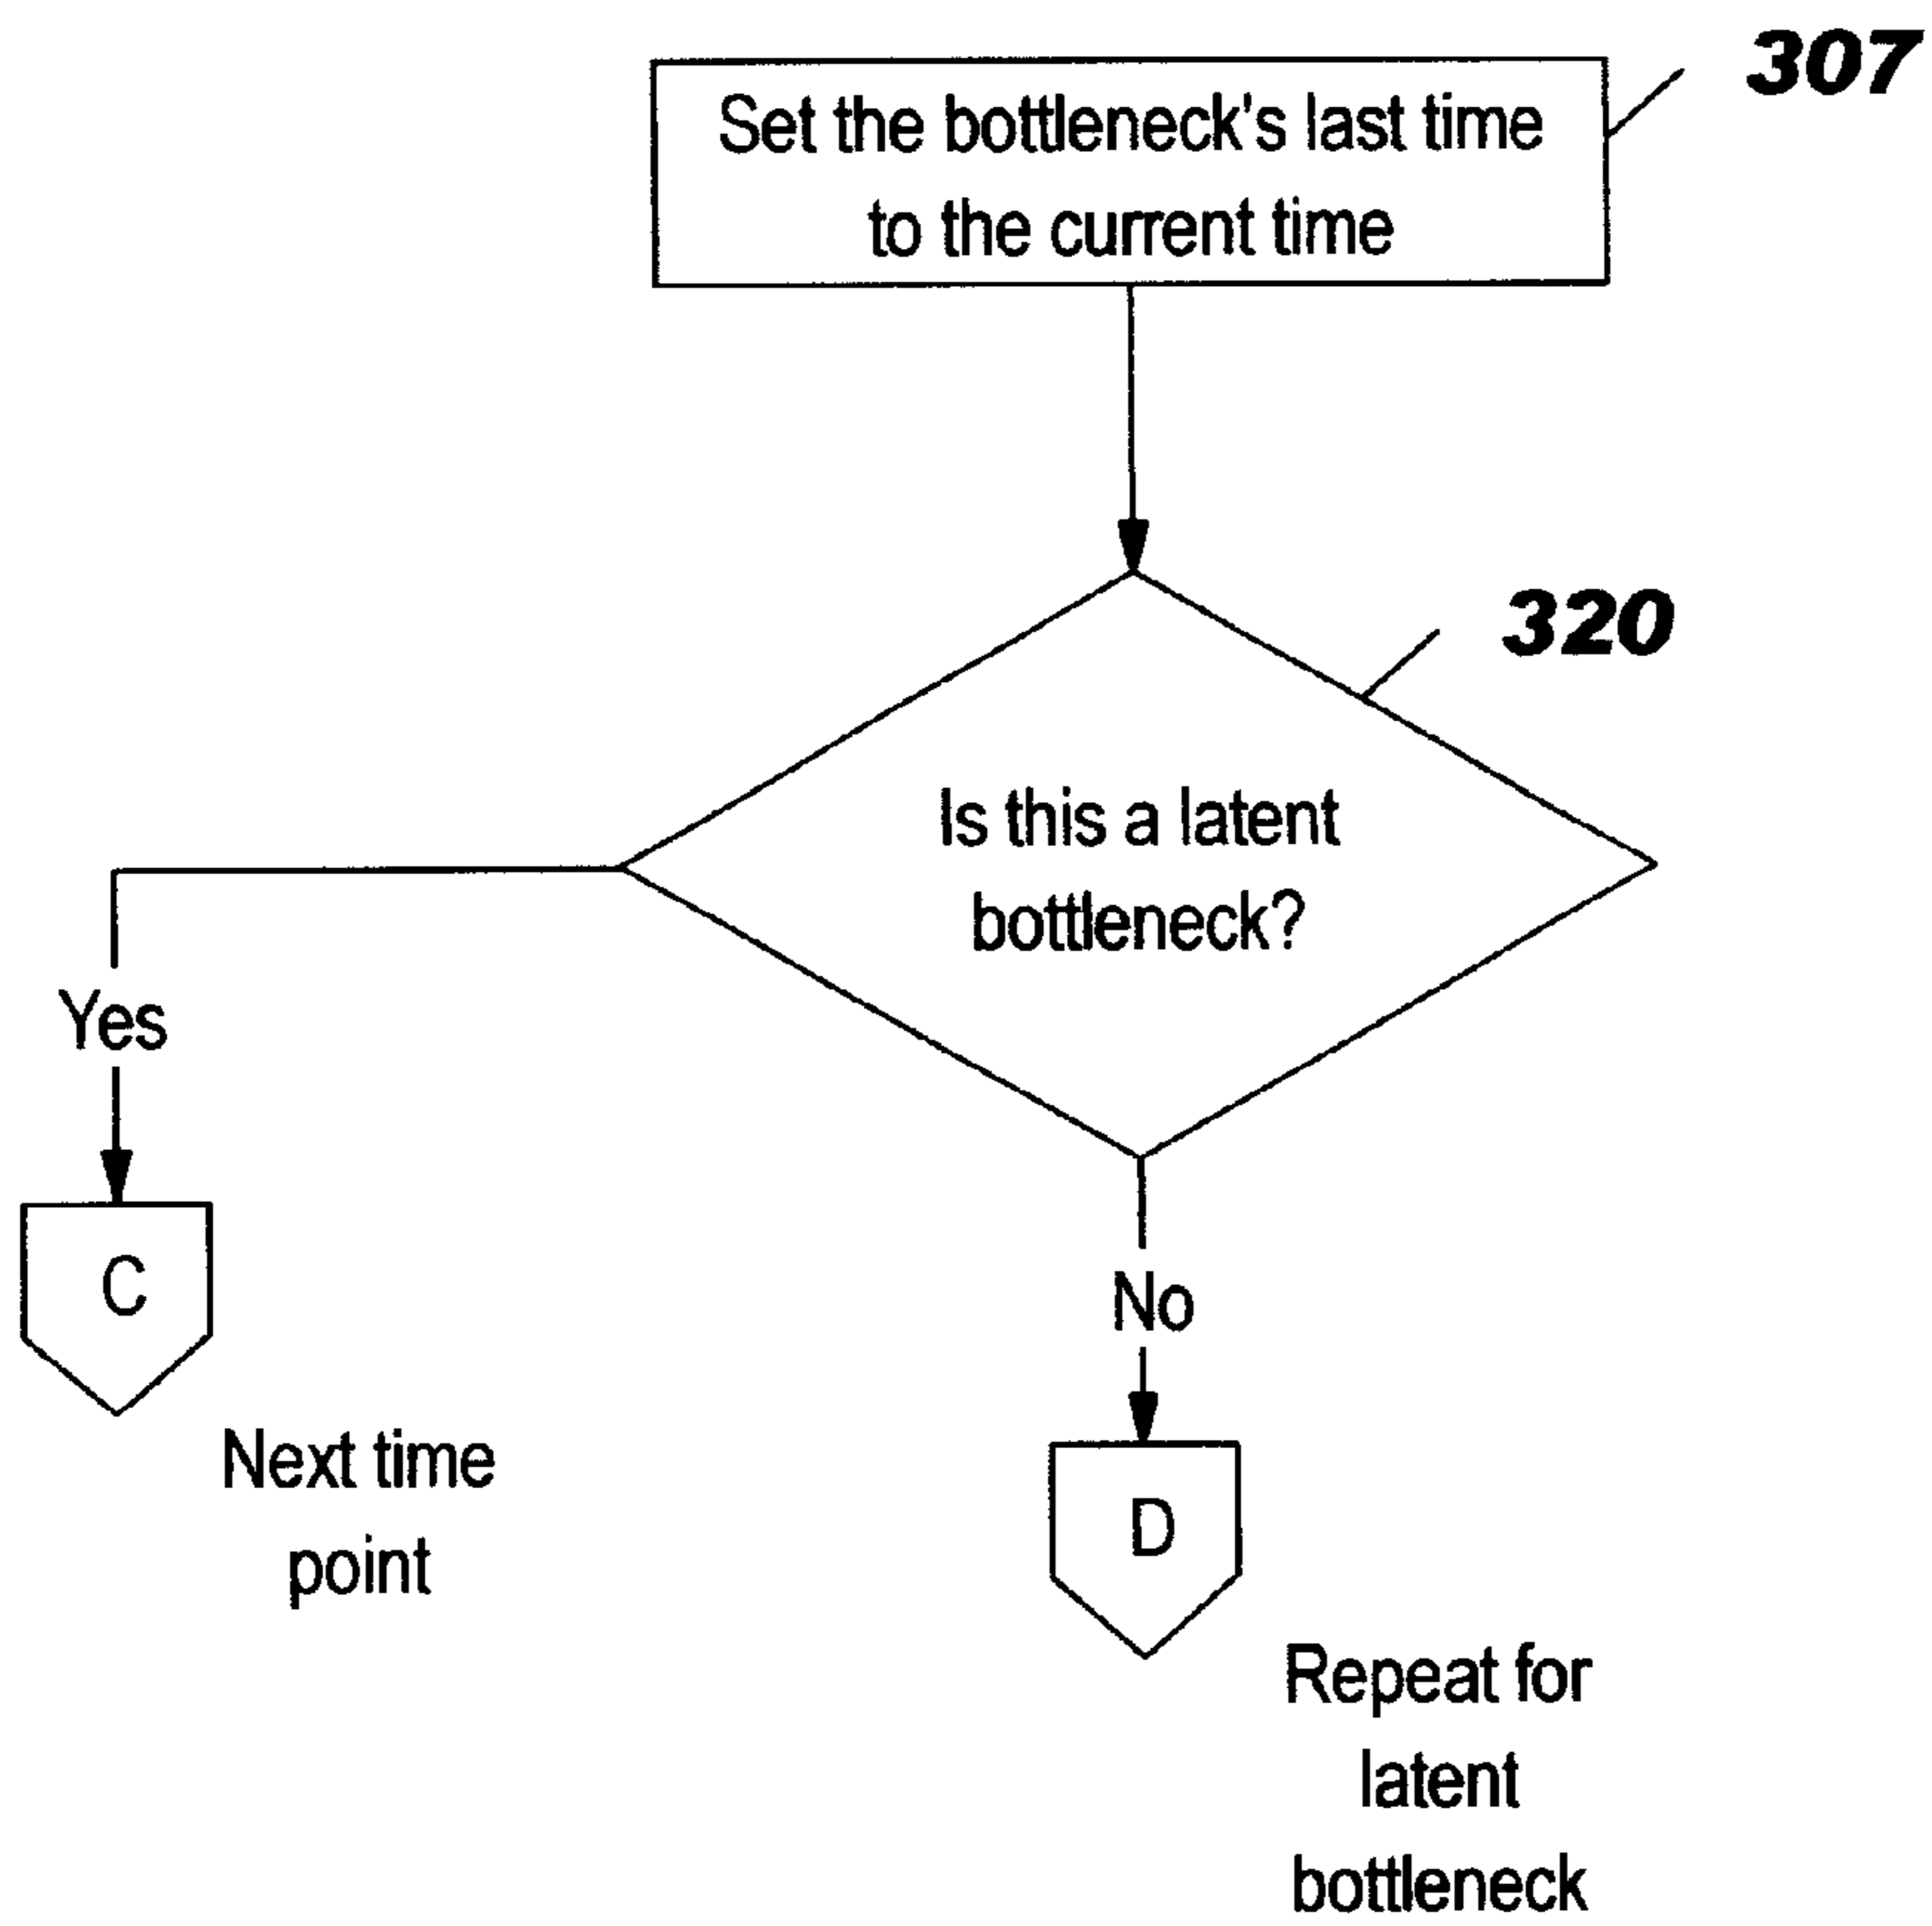 307
Set the bottleneck's last time
to the current time
320
Is this a latent
bottleneck?
Yes
C
Next time
point
No
D
Repeat for
latent
bottleneck